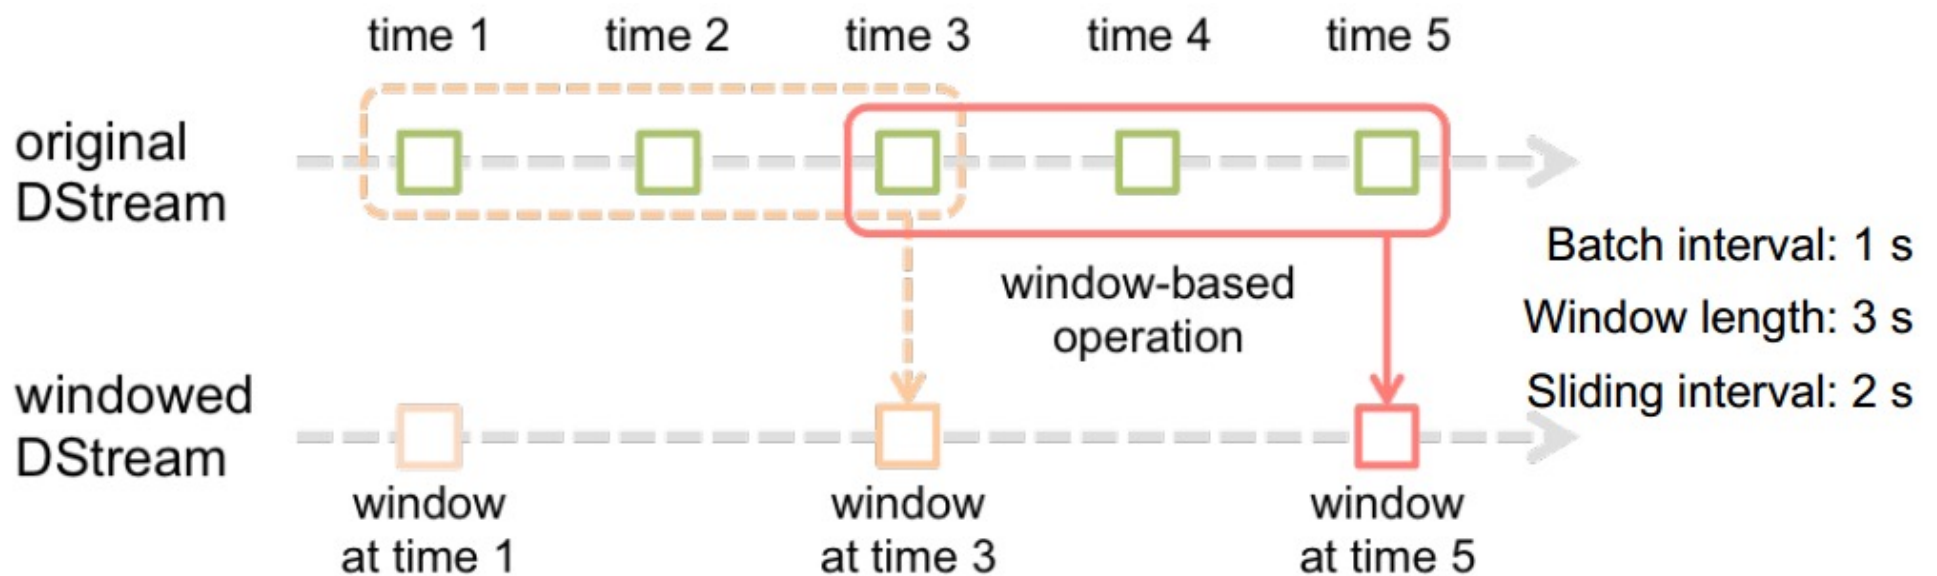 time 1
time 2
time 3
time 4
time 5
original
DStream
Batch interval: 1 s
window-based
operation
Window length: 3 s
Sliding interval: 2 s
windowed
DStream
window
at time 1
window
at time 3
window
at time 5